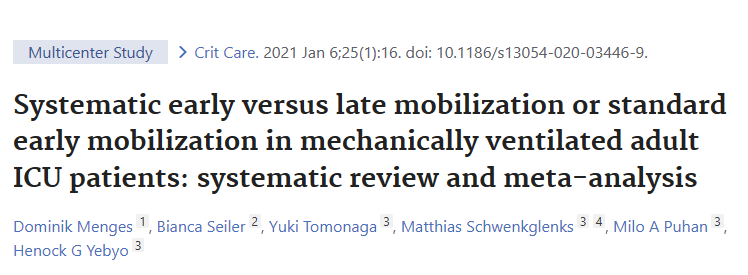 Multicenter Study > Crit Care. 2021 Jan 6;25(1):16. doi: 10.1186/s13054-020-03446-9.
Systematic early versus late mobilization or standard
early mobilization in mechanically ventilated adult
ICU patients: systematic review and meta-analysis
Dominik Menges 1, Bianca Seiler 2, Yuki Tomonaga 3, Matthias Schwenkglenks 3 4, Milo A Puhan 3,
Henock G Yebyo 3